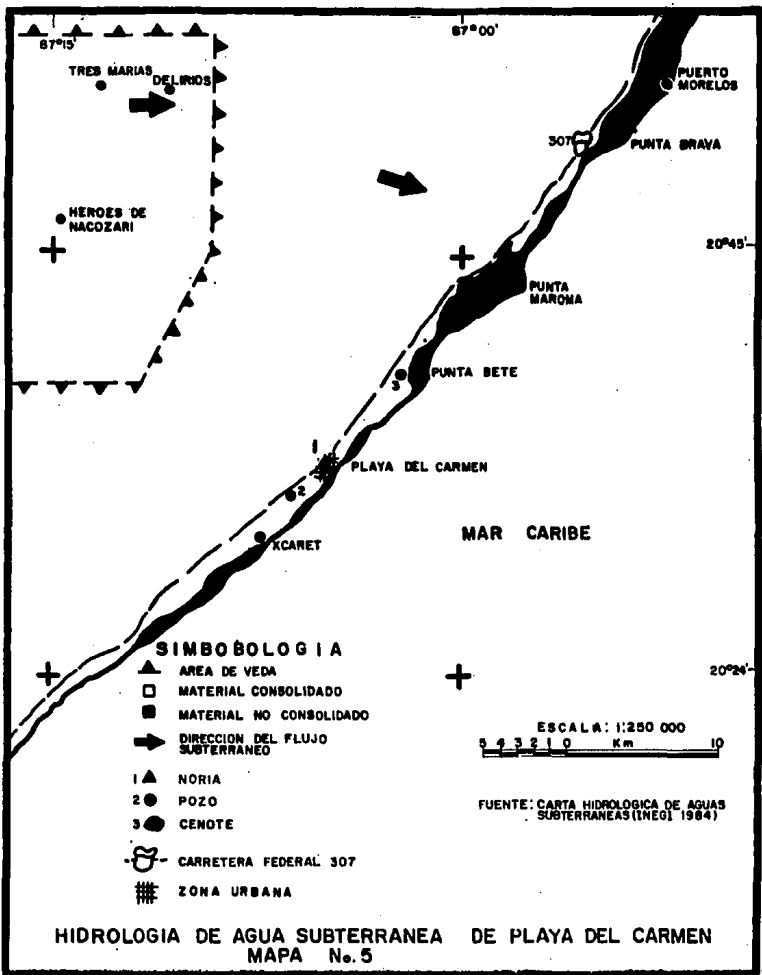 87°15'
87°00'
TRES MARIAS
DELIRIOS
PUERTO
MORELOS
307
PUNTA BRAVA
HEROES DE
NACOZARI
20°45'
PUNTA
MAROMA
3
PUNTA BETE
1
PLAYA DEL CARMEN
2
XCARET
MAR CARIBE
SIMBOBOLOGIA
AREA DE VEDA
MATERIAL CONSOLIDADO
MATERIAL NO CONSOLIDADO
DIRECCION DEL FLUJO
SUBTERRANEO
1 NORIA
2 POZO
3 CENOTE
CARRETERA FEDERAL 307
ZONA URBANA
20°24'
ESCALA: 1:250 000
5 4 3 2 1 0 Km 10
FUENTE: CARTA HIDROLOGICA DE AGUAS
SUBTERRANEAS (INEGI 1984)
HIDROLOGIA DE AGUA SUBTERRANEA DE PLAYA DEL CARMEN
MAPA No. 5